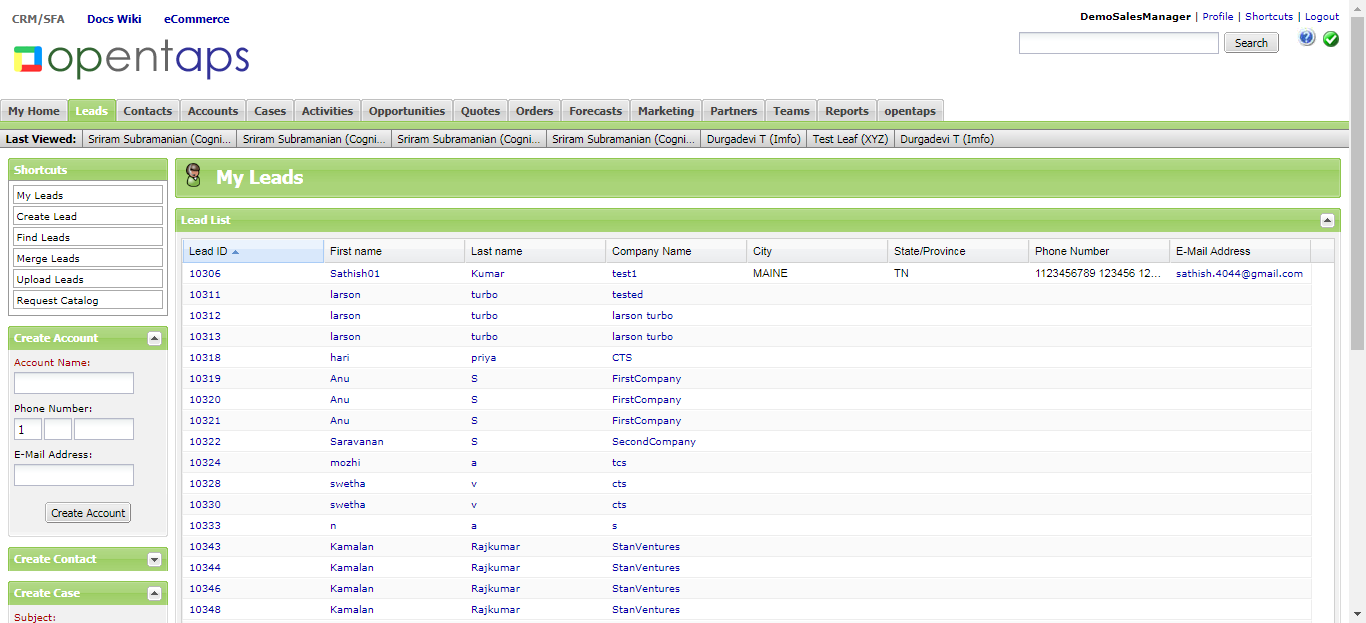 CRM/SFA Docs Wiki eCommerce
DemoSalesManager | Profile | Shortcuts | Logout
opentaps
Search
My Home Leads Contacts Accounts Cases Activities Opportunities Quotes Orders Forecasts Marketing Partners Teams Reports opentaps
Last Viewed: Sriram Subramanian (Cogni... Sriram Subramanian (Cogni... Sriram Subramanian (Cogni... Sriram Subramanian (Cogni... Durgadevi T (Imfo) Test Leaf (XYZ) Durgadevi T (Imfo)
Shortcuts
My Leads
Create Lead
Find Leads
Merge Leads
Upload Leads
Request Catalog
Create Account
Account Name:
Phone Number:
1
E-Mail Address:
Create Account
Create Contact
Create Case
Subject:
My Leads
Lead List
Lead ID First name Last name Company Name City State/Province Phone Number E-Mail Address
10306 Sathish01 Kumar test1 MAINE TN 1123456789 123456 12... sathish.4044@gmail.com
10311 larson turbo tested
10312 larson turbo larson turbo
10313 larson turbo larson turbo
10318 hari priya CTS
10319 Anu S FirstCompany
10320 Anu S FirstCompany
10321 Anu S FirstCompany
10322 Saravanan S SecondCompany
10324 mozhi a tcs
10328 swetha v cts
10330 swetha v cts
10333 n a s
10343 Kamalan Rajkumar StanVentures
10344 Kamalan Rajkumar StanVentures
10346 Kamalan Rajkumar StanVentures
10348 Kamalan Rajkumar StanVentures